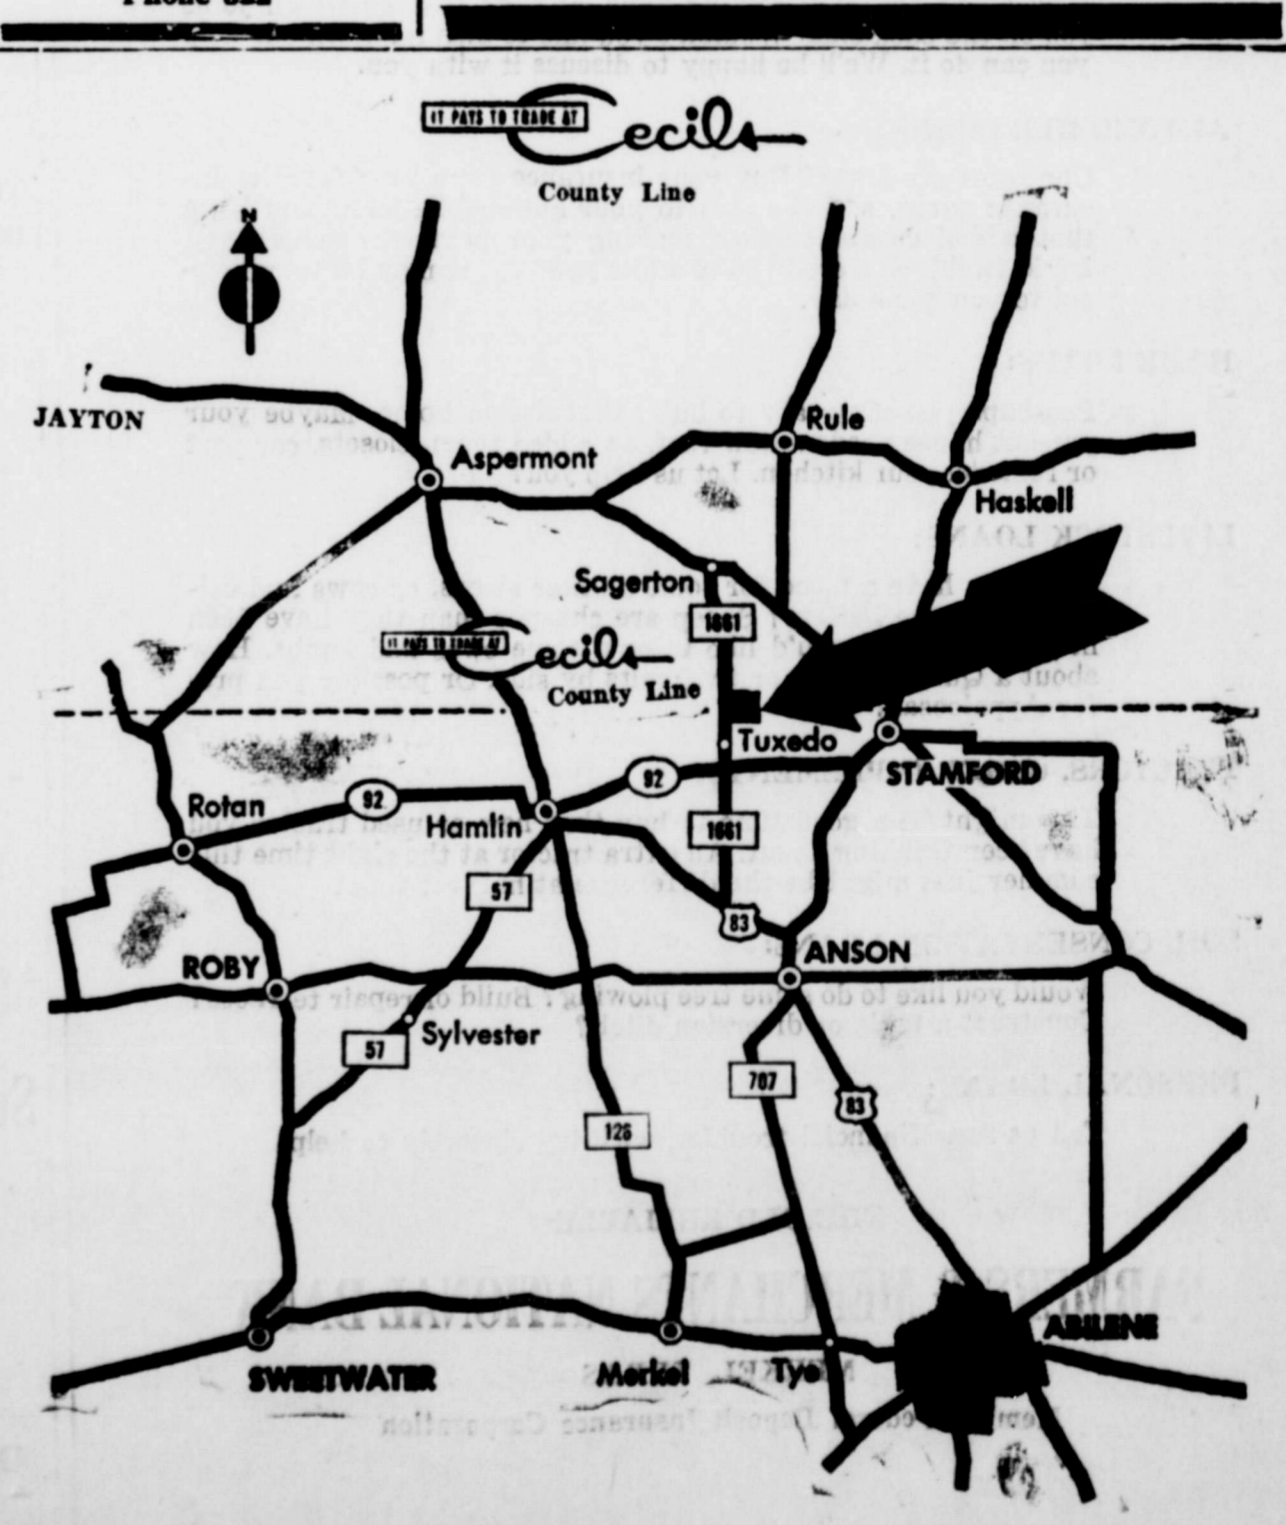 IT PAYS TO TRADE AT
Cecil's
County Line
N
JAYTON
Aspermont
Rule
Haskell
Sagerton
1661
IT PAYS TO TRADE AT
Cecil's
County Line
Tuxedo
STAMFORD
92
92
Rotan
Hamlin
1661
57
83
ROBY
ANSON
Sylvester
57
707
83
126
ABILENE
SWEETWATER
Merkel
Tye